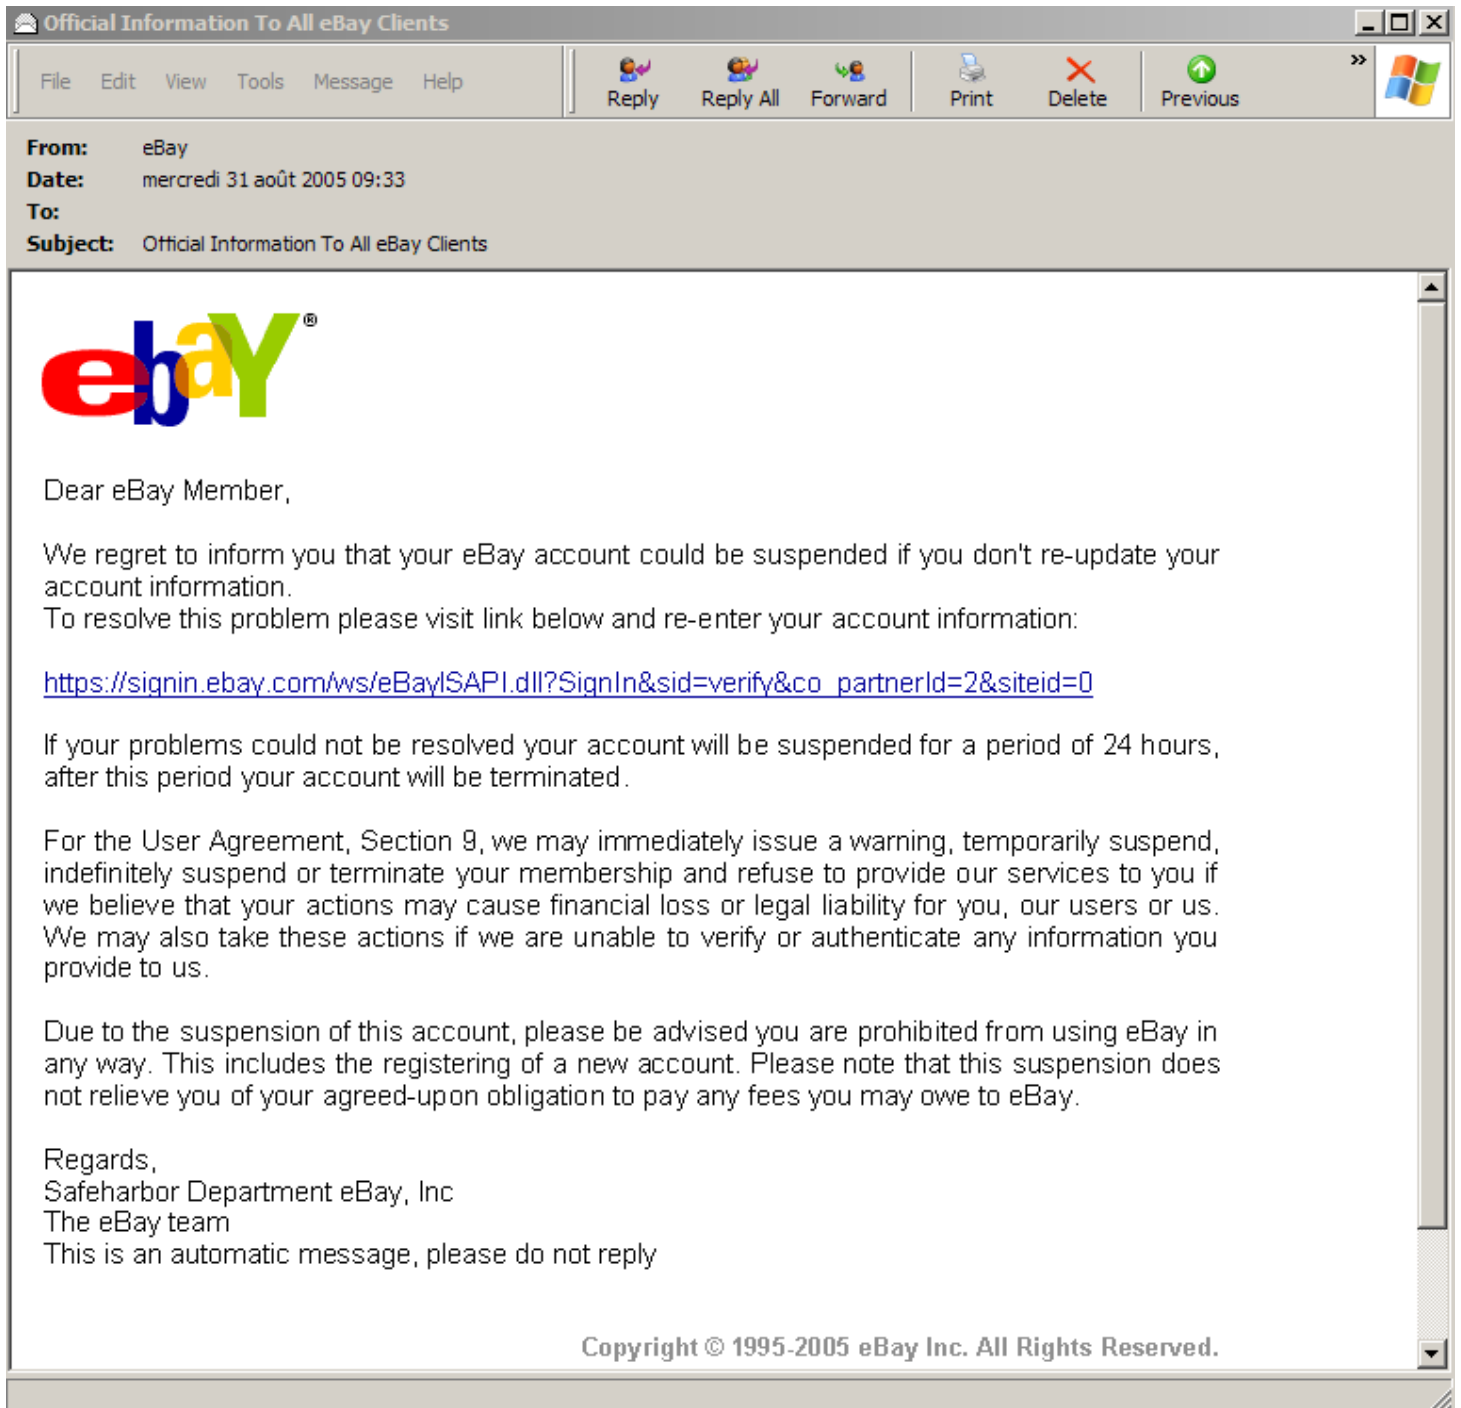 Official Information To All eBay Clients
File Edit View Tools Message Help
Reply Reply All Forward Print Delete Previous »
From: eBay
Date: mercredi 31 août 2005 09:33
To:
Subject: Official Information To All eBay Clients
ebaY®
Dear eBay Member,
We regret to inform you that your eBay account could be suspended if you don't re-update your
account information.
To resolve this problem please visit link below and re-enter your account information:
https://signin.ebay.com/ws/eBayISAPI.dll?SignIn&sid=verify&co_partnerId=2&siteid=0
If your problems could not be resolved your account will be suspended for a period of 24 hours,
after this period your account will be terminated.
For the User Agreement, Section 9, we may immediately issue a warning, temporarily suspend,
indefinitely suspend or terminate your membership and refuse to provide our services to you if
we believe that your actions may cause financial loss or legal liability for you, our users or us.
We may also take these actions if we are unable to verify or authenticate any information you
provide to us.
Due to the suspension of this account, please be advised you are prohibited from using eBay in
any way. This includes the registering of a new account. Please note that this suspension does
not relieve you of your agreed-upon obligation to pay any fees you may owe to eBay.
Regards,
Safeharbor Department eBay, Inc
The eBay team
This is an automatic message, please do not reply
Copyright © 1995-2005 eBay Inc. All Rights Reserved.